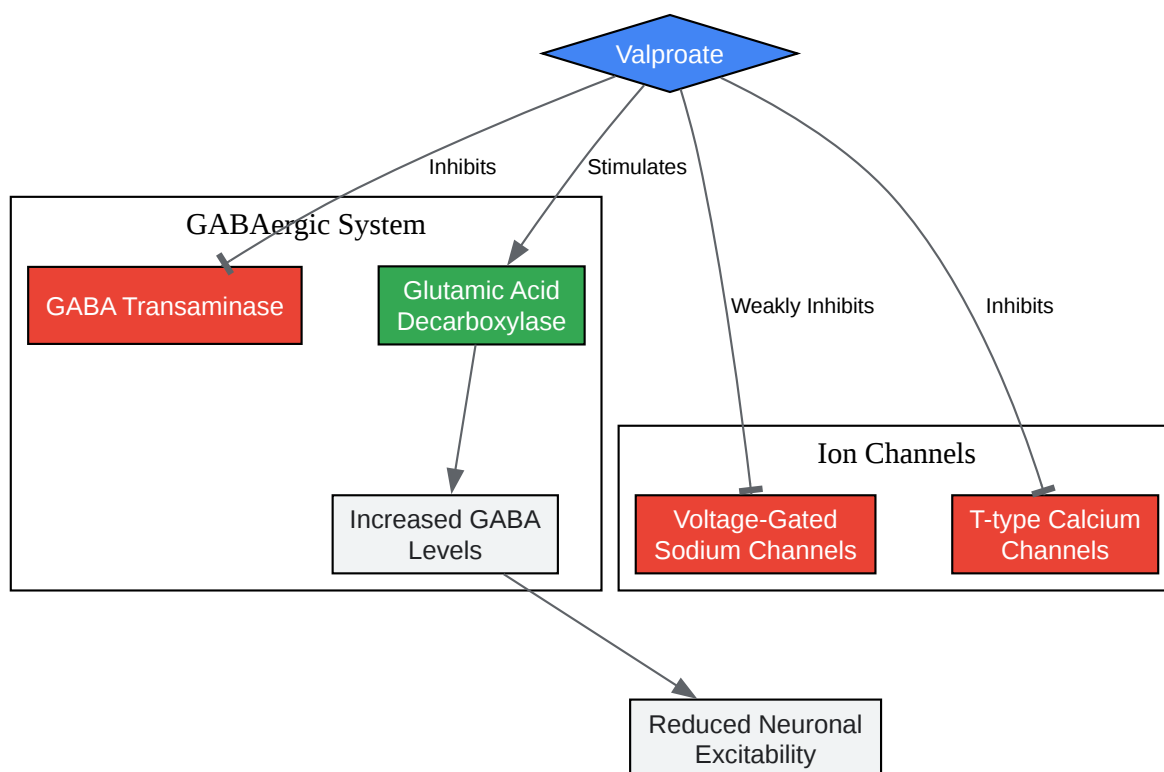 Valproate
Inhibits
Stimulates
GABAergic System
GABA Transaminase
Glutamic Acid
Decarboxylase
Weakly Inhibits
Inhibits
Ion Channels
Increased GABA
Levels
Voltage-Gated
Sodium Channels
T-type Calcium
Channels
Reduced Neuronal
Excitability